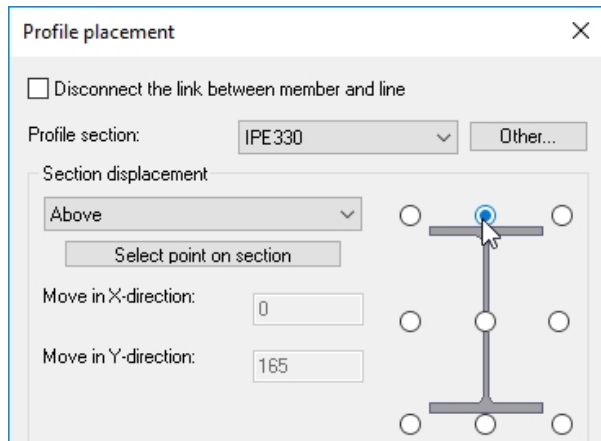 Profile placement
Disconnect the link between member and line
Profile section:
IPE330
Other...
Section displacement
Above
Select point on section
Move in X-direction:
0
Move in Y-direction:
165